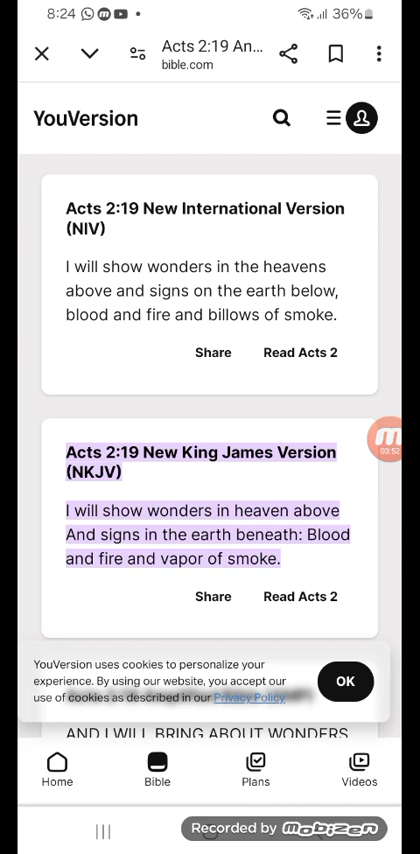 8:24 36%
Acts 2:19 An...
bible.com
YouVersion
Acts 2:19 New International Version
(NIV)
I will show wonders in the heavens
above and signs on the earth below,
blood and fire and billows of smoke.
Share Read Acts 2
03:52
Acts 2:19 New King James Version
(NKJV)
I will show wonders in heaven above
And signs in the earth beneath: Blood
and fire and vapor of smoke.
Share Read Acts 2
YouVersion uses cookies to personalize your
experience. By using our website, you accept our
use of cookies as described in our Privacy Policy
OK
AND I WILL BRING ABOUT WONDERS
Home Bible Plans Videos
Recorded by mobizen